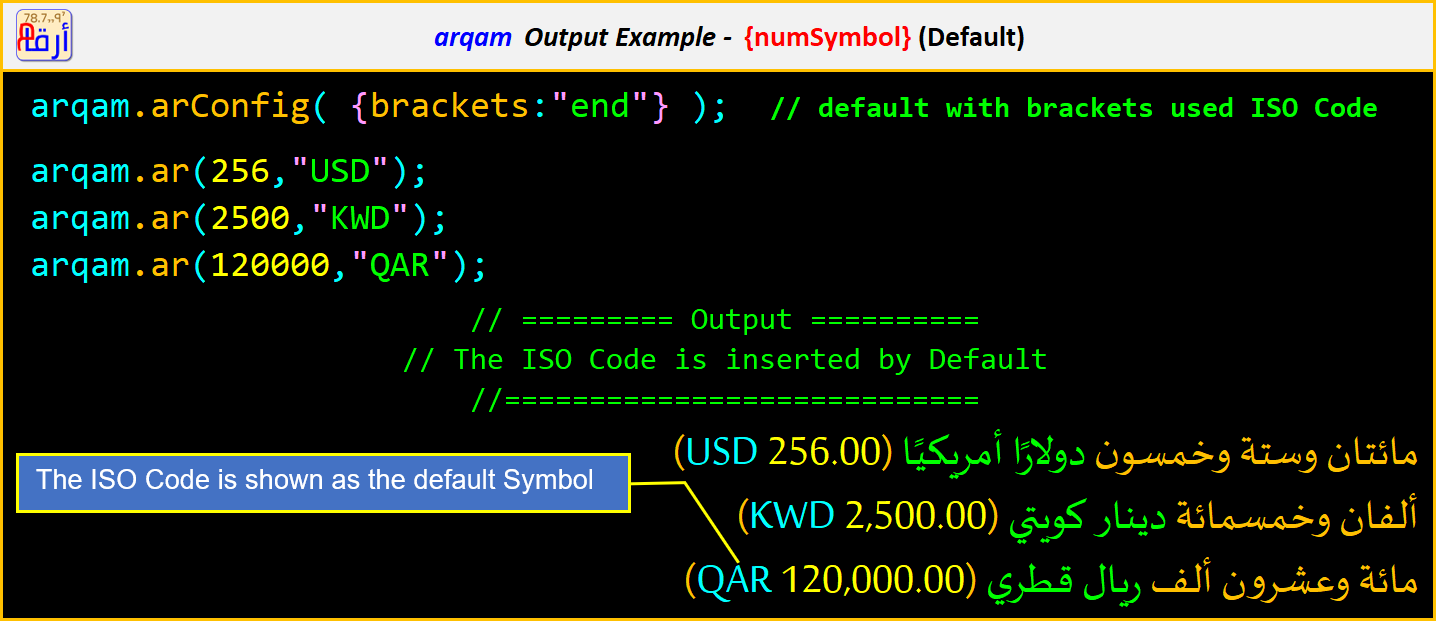 78.7,,9٢
أرقام
arqam Output Example - {numSymbol} (Default)
arqam.arConfig( {brackets:"end"} ); // default with brackets used ISO Code
arqam.ar(256,"USD");
arqam.ar(2500,"KWD");
arqam.ar(120000,"QAR");
// ========= Output ==========
// The ISO Code is inserted by Default
//============================
مائتان وستة وخمسون دولارًا أمريكيًا (256.00 USD)
The ISO Code is shown as the default Symbol
ألفان وخمسمائة دينار كويتي (2,500.00 KWD)
مائة وعشرون ألف ريال قطري (120,000.00 QAR)